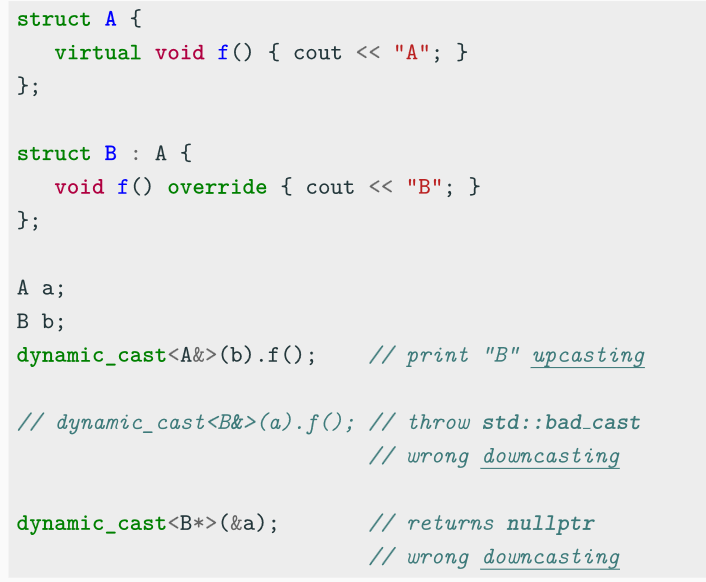 struct A {
   virtual void f() { cout << "A"; }
};

struct B : A {
   void f() override { cout << "B"; }
};

A a;
B b;
dynamic_cast<A&>(b).f();    // print "B" upcasting

// dynamic_cast<B&>(a).f(); // throw std::bad_cast
                            // wrong downcasting

dynamic_cast<B*>(&a);       // returns nullptr
                            // wrong downcasting